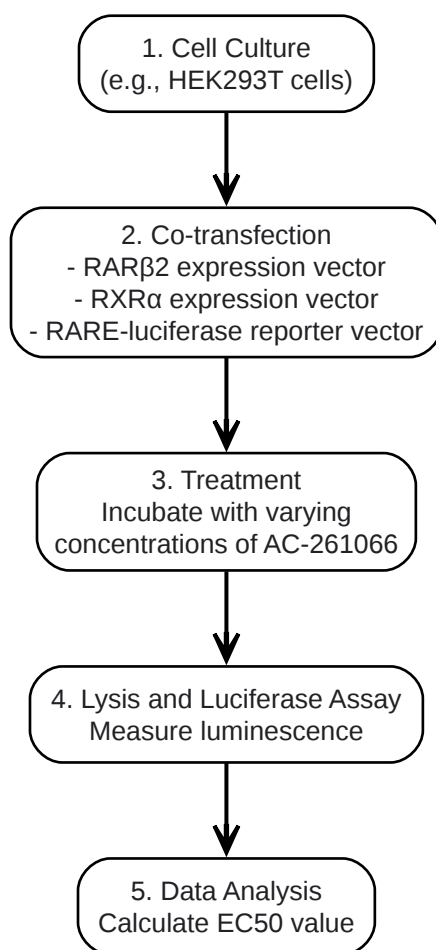 1. Cell Culture
(e.g., HEK293T cells)
2. Co-transfection
- RARβ2 expression vector
- RXRα expression vector
- RARE-luciferase reporter vector
3. Treatment
Incubate with varying
concentrations of AC-261066
4. Lysis and Luciferase Assay
Measure luminescence
5. Data Analysis
Calculate EC50 value